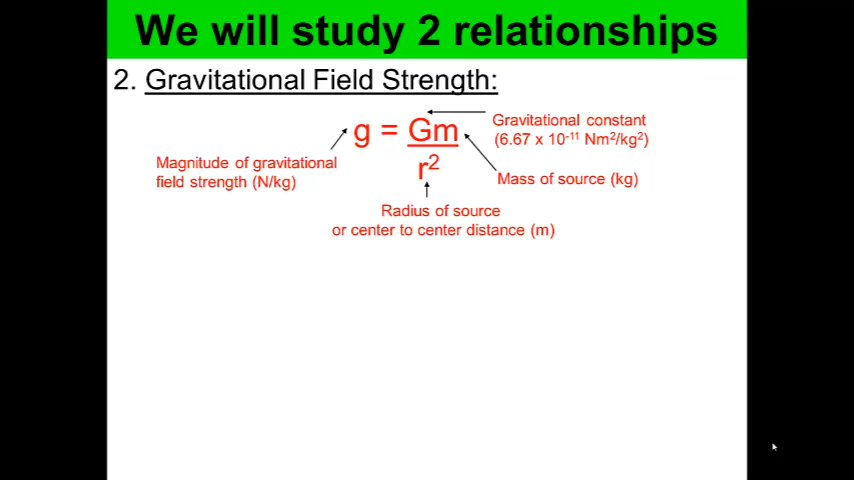 We will study 2 relationships
2. Gravitational Field Strength:
g = Gm
r²
Gravitational constant
(6.67 x 10⁻¹¹ Nm²/kg²)
Magnitude of gravitational
field strength (N/kg)
Mass of source (kg)
Radius of source
or center to center distance (m)